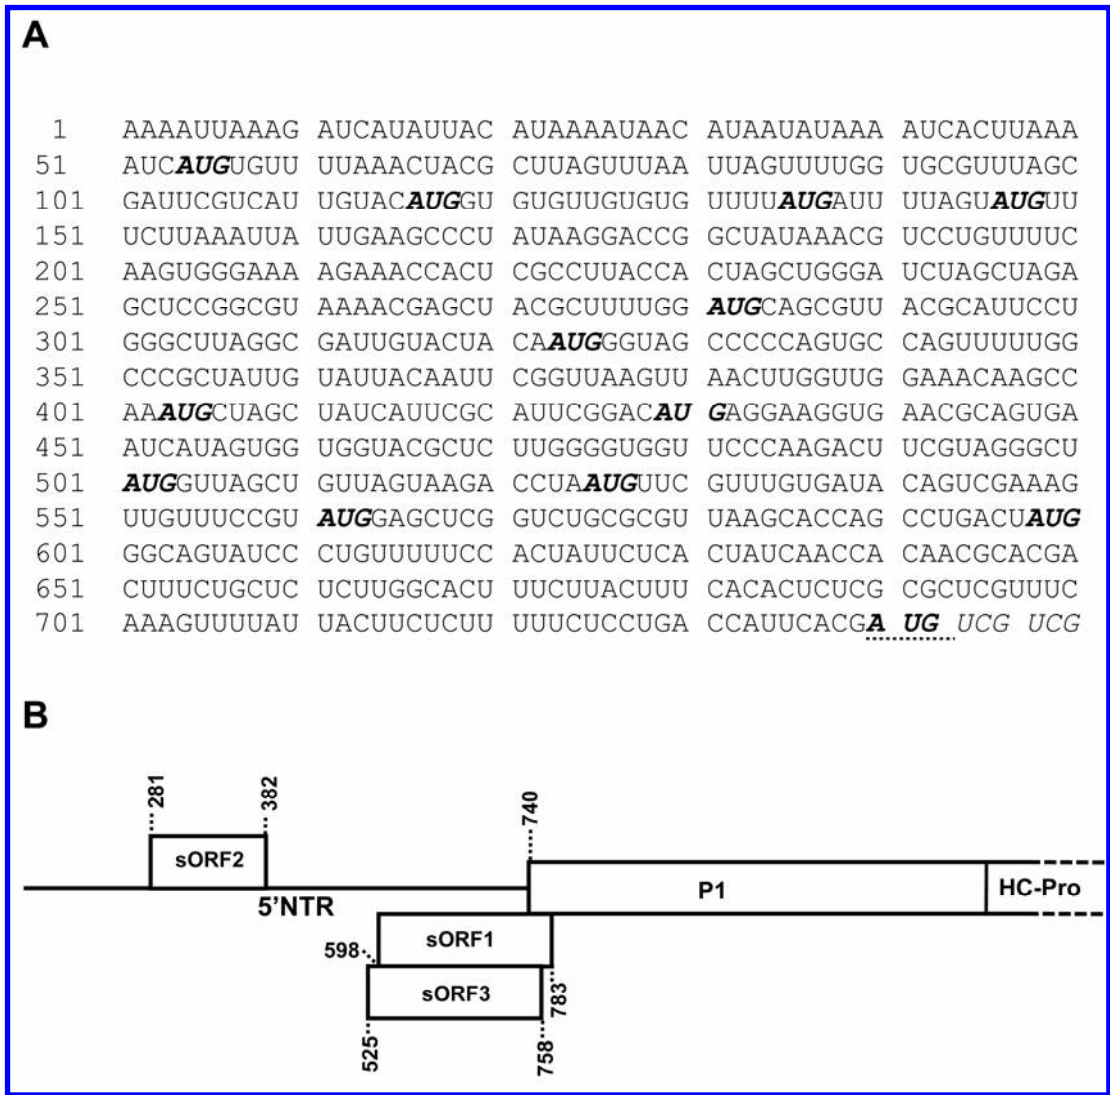 A
1 AAAAUUAAAG AUCAUAUUAC AUAAAAUAAC AUAAUAUAAA AUCACUUAAA
51 AUCAUGUGUU UUAAACUACG CUUAGUUUAA UUAGUUUUGG UGCGUUUAGC
101 GAUUCGUCAU UGUACAUGGU GUGUUGUGUG UUUUAUGAUU UUAGUAUGUU
151 UCUUAAAUUA UUGAAGCCCU AUAAGGACCG GCUAUAAACG UCCUGUUUUC
201 AAGUGGGAAA AGAAACCACU CGCCUUACCA CUAGCUGGGA UCUAGCUAGA
251 GCUCCGGCGU AAAACGAGCU ACGCUUUUGG AUGCAGCGUU ACGCAUUCCU
301 GGGCUUAGGC GAUUGUACUA CAAUGGGUAG CCCCCAGUGC CAGUUUUUGG
351 CCCGCUAUUG UAUUACAAUU CGGUUAAGUU AACUUGGUUG GAAACAAGCC
401 AAAUGCUAGC UAUCAUUCGC AUUCGGACAU GAGGAAGGUG AACGCAGUGA
451 AUCAUAGUGG UGGUACGCUC UUGGGGUGGU UCCCAAGACU UCGUAGGGCU
501 AUGGUUAGCU GUUAGUAAGA CCUAAUGUUC GUUUGUGAUA CAGUCGAAAG
551 UUGUUUCCGU AUGGAGCUCG GUCUGCGCGU UAAGCACCAG CCUGACUAUG
601 GGCAGUAUCC CUGUUUUUCC ACUAUUCUCA CUAUCAACCA CAACGCACGA
651 CUUUCUGCUC UCUUGGCACU UUCUUACUUU CACACUCUCG CGCUCGUUUC
701 AAAGUUUUAU UACUUCUCUU UUUCUCCUGA CCAUUCACGA UG UCG UCG
B
281 382 740
sORF2
P1 HC-Pro
5'NTR
598 sORF1
sORF3 783
525 758